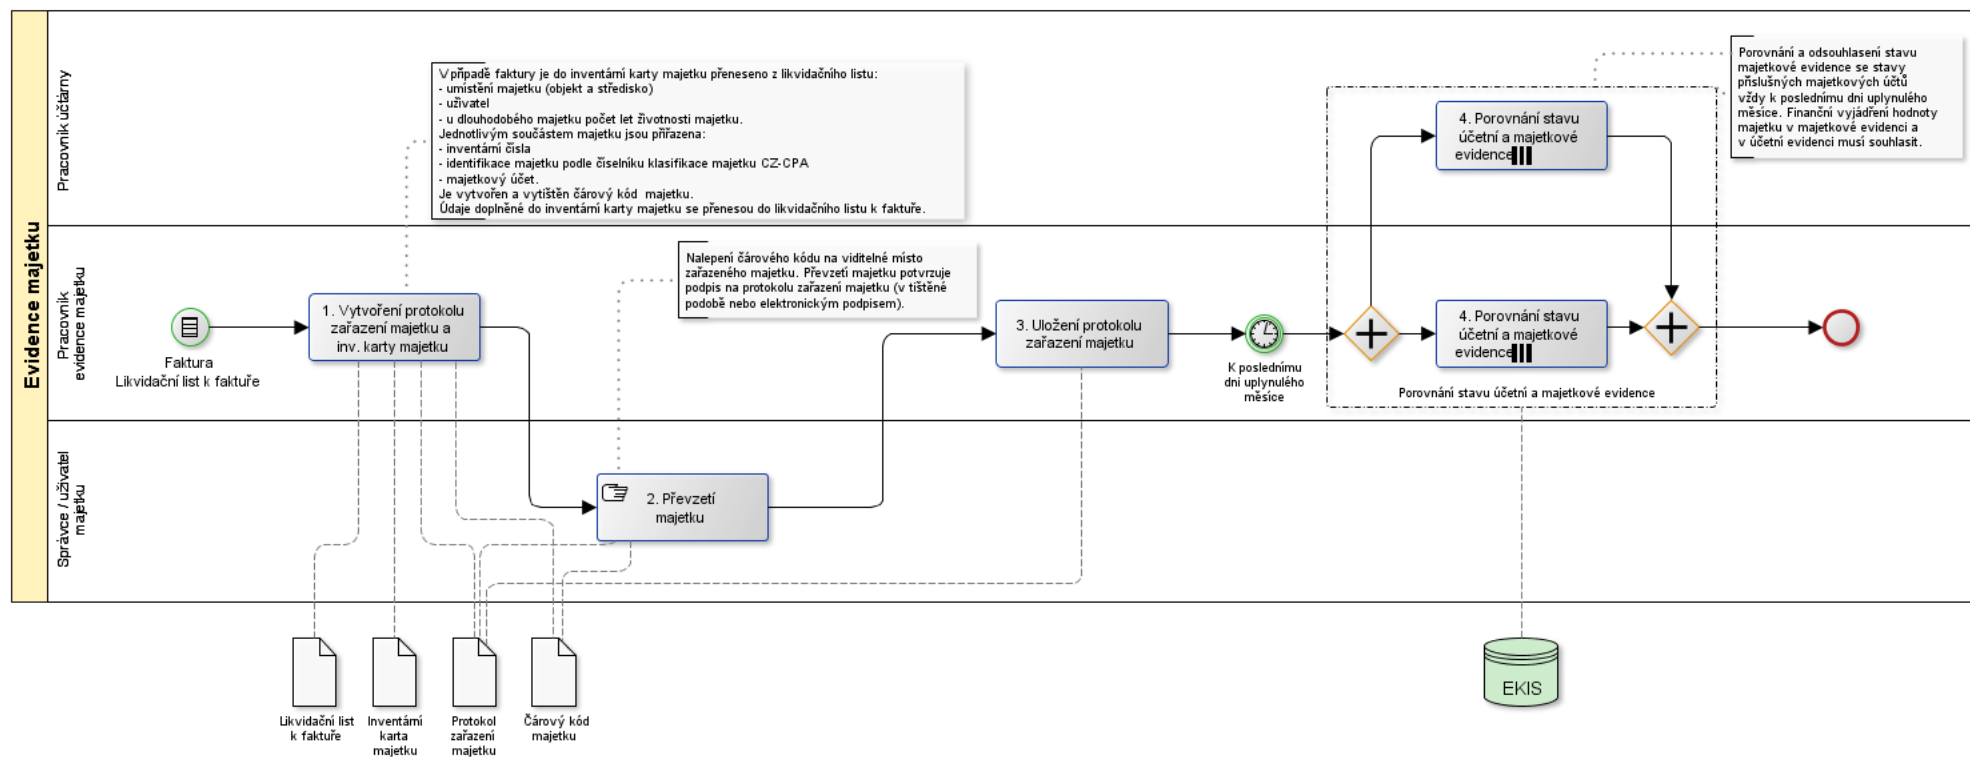 Evidence majetku
Pracovník účtárny
V případě faktury je do inventární karty majetku přeneseno z likvidačního listu:
- umistění majetku (objekt a středisko)
- uživatel
- u dlouhodobého majetku počet let životnosti majetku.
Jednotlivým součástem majetku jsou přiřazena:
- inventární čísla
- identifikace majetku podle číselníku klasifikace majetku CZ-CPA
- majetkový účet.
Je vytvořen a vytištěn čárový kód majetku.
Údaje doplněné do inventární karty majetku se přenesou do likvidačního listu k faktuře.
4. Porovnání stavu
účetní a majetkové
evidence
Porovnání a odsouhlasení stavu
majetkové evidence se stavy
příslušných majetkových účtů
vždy k poslednímu dni uplynulého
měsíce. Finanční vyjádření hodnoty
majetku v majetkové evidenci a
v účetní evidenci musí souhlasit.
Pracovník
evidence majetku
Faktura
Likvidační list k faktuře
1. Vytvoření protokolu
zařazení majetku a
inv. karty majetku
Nalepení čárového kódu na viditelné místo
zařazeného majetku. Převzetí majetku potvrzuje
podpis na protokolu zařazení majetku (v tištěné
podobě nebo elektronickým podpisem).
3. Uložení protokolu
zařazení majetku
K poslednímu
dni uplynulého
měsíce
4. Porovnání stavu
účetní a majetkové
evidence
Porovnání stavu účetní a majetkové evidence
Správce / uživatel
majetku
2. Převzetí
majetku
Likvidační list
k faktuře
Inventární
karta
majetku
Protokol
zařazení
majetku
Čárový kód
majetku
EKIS